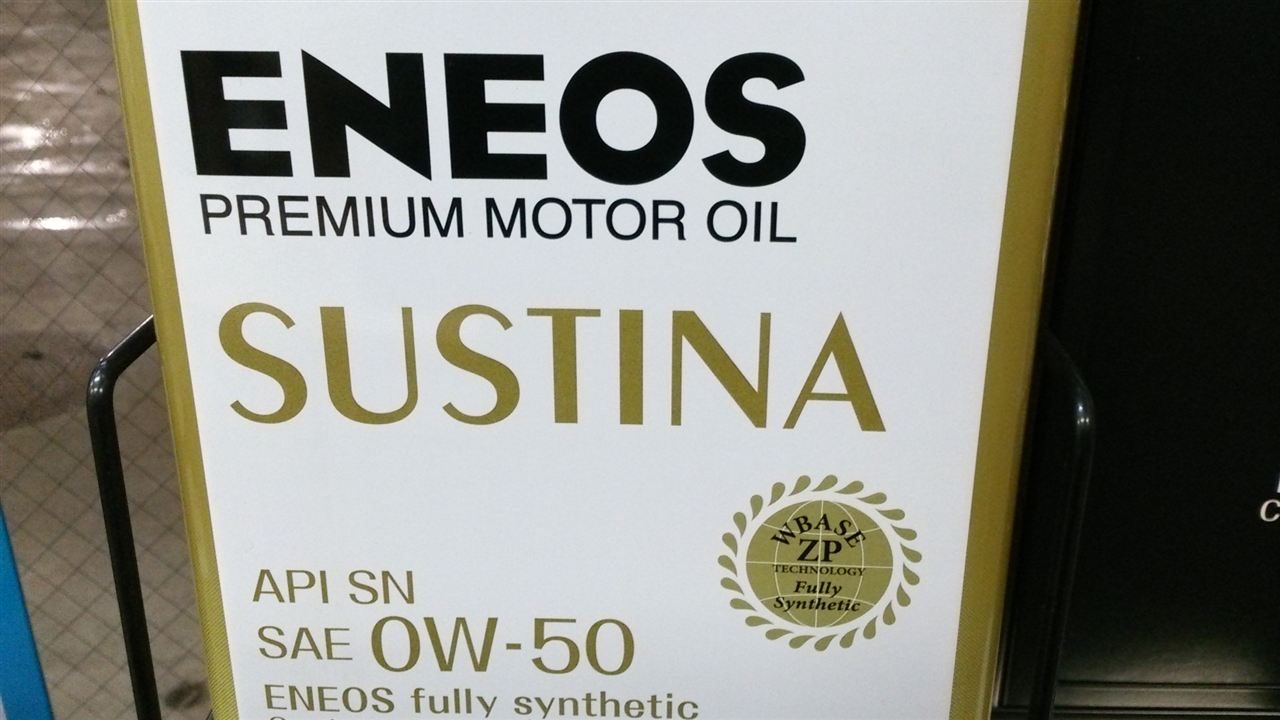 ENEOS
PREMIUM MOTOR OIL
SUSTINA
WBASE
ZP
TECHNOLOGY
Fully
Synthetic
API SN
SAE 0W-50
ENEOS fully synthetic